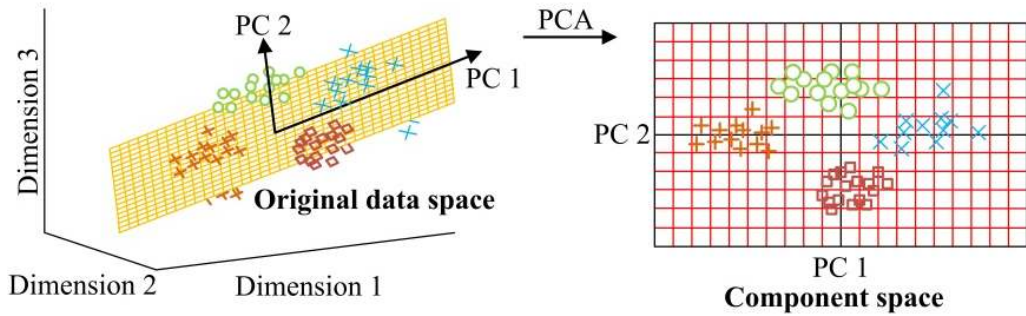 Dimension 3
PC 2
PC 1
Original data space
Dimension 2
Dimension 1
PCA
PC 2
PC 1
Component space